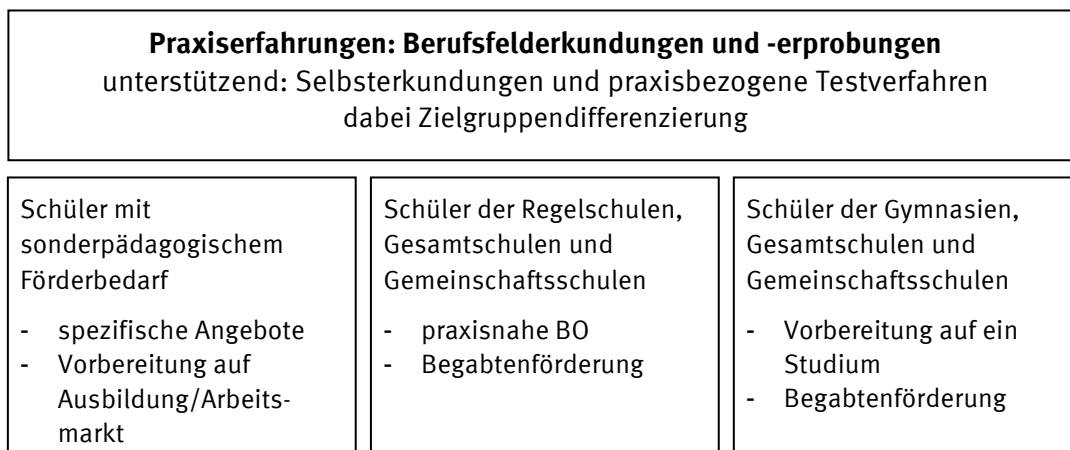 Praxiserfahrungen: Berufsfelderkundungen und -erprobungen
unterstützend: Selbsterkundungen und praxisbezogene Testverfahren
dabei Zielgruppendifferenzierung
Schüler mit
sonderpädagogischem
Förderbedarf
- spezifische Angebote
- Vorbereitung auf
Ausbildung/Arbeits-
markt
Schüler der Regelschulen,
Gesamtschulen und
Gemeinschaftsschulen
- praxisnahe BO
- Begabtenförderung
Schüler der Gymnasien,
Gesamtschulen und
Gemeinschaftsschulen
- Vorbereitung auf ein
Studium
- Begabtenförderung